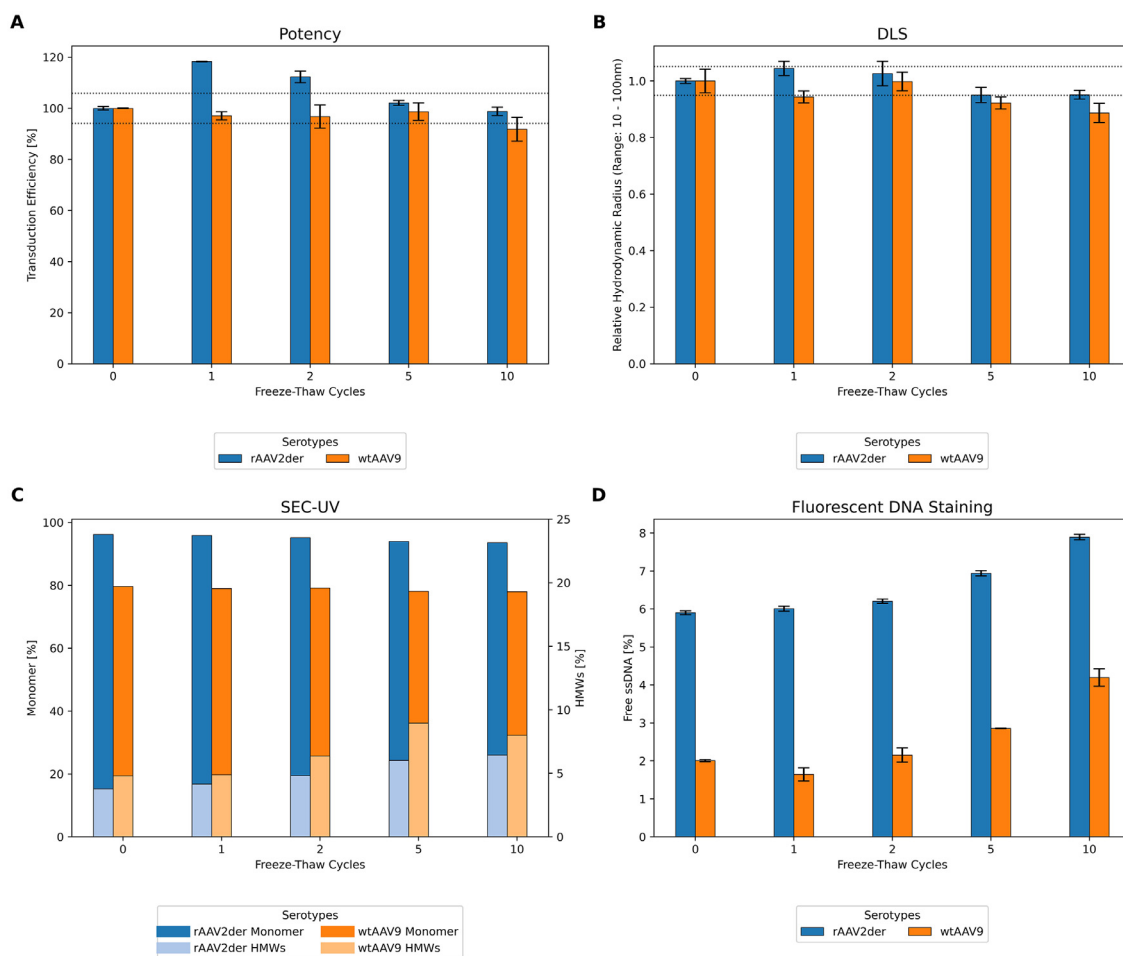 A
Potency
Transduction Efficiency [%]
120
100
80
60
40
20
0
0 1 2 5 10
Freeze-Thaw Cycles
Serotypes
rAAV2der wtAAV9
B
DLS
Relative Hydrodynamic Radius (Range: 10 - 100nm)
1.0
0.8
0.6
0.4
0.2
0.0
0 1 2 5 10
Freeze-Thaw Cycles
Serotypes
rAAV2der wtAAV9
C
SEC-UV
Monomer [%]
100
80
60
40
20
0
25
20
15
10
5
0
HMWs [%]
0 1 2 5 10
Freeze-Thaw Cycles
Serotypes
rAAV2der Monomer wtAAV9 Monomer
rAAV2der HMWs wtAAV9 HMWs
D
Fluorescent DNA Staining
Free ssDNA [%]
8
7
6
5
4
3
2
1
0
0 1 2 5 10
Freeze-Thaw Cycles
Serotypes
rAAV2der wtAAV9